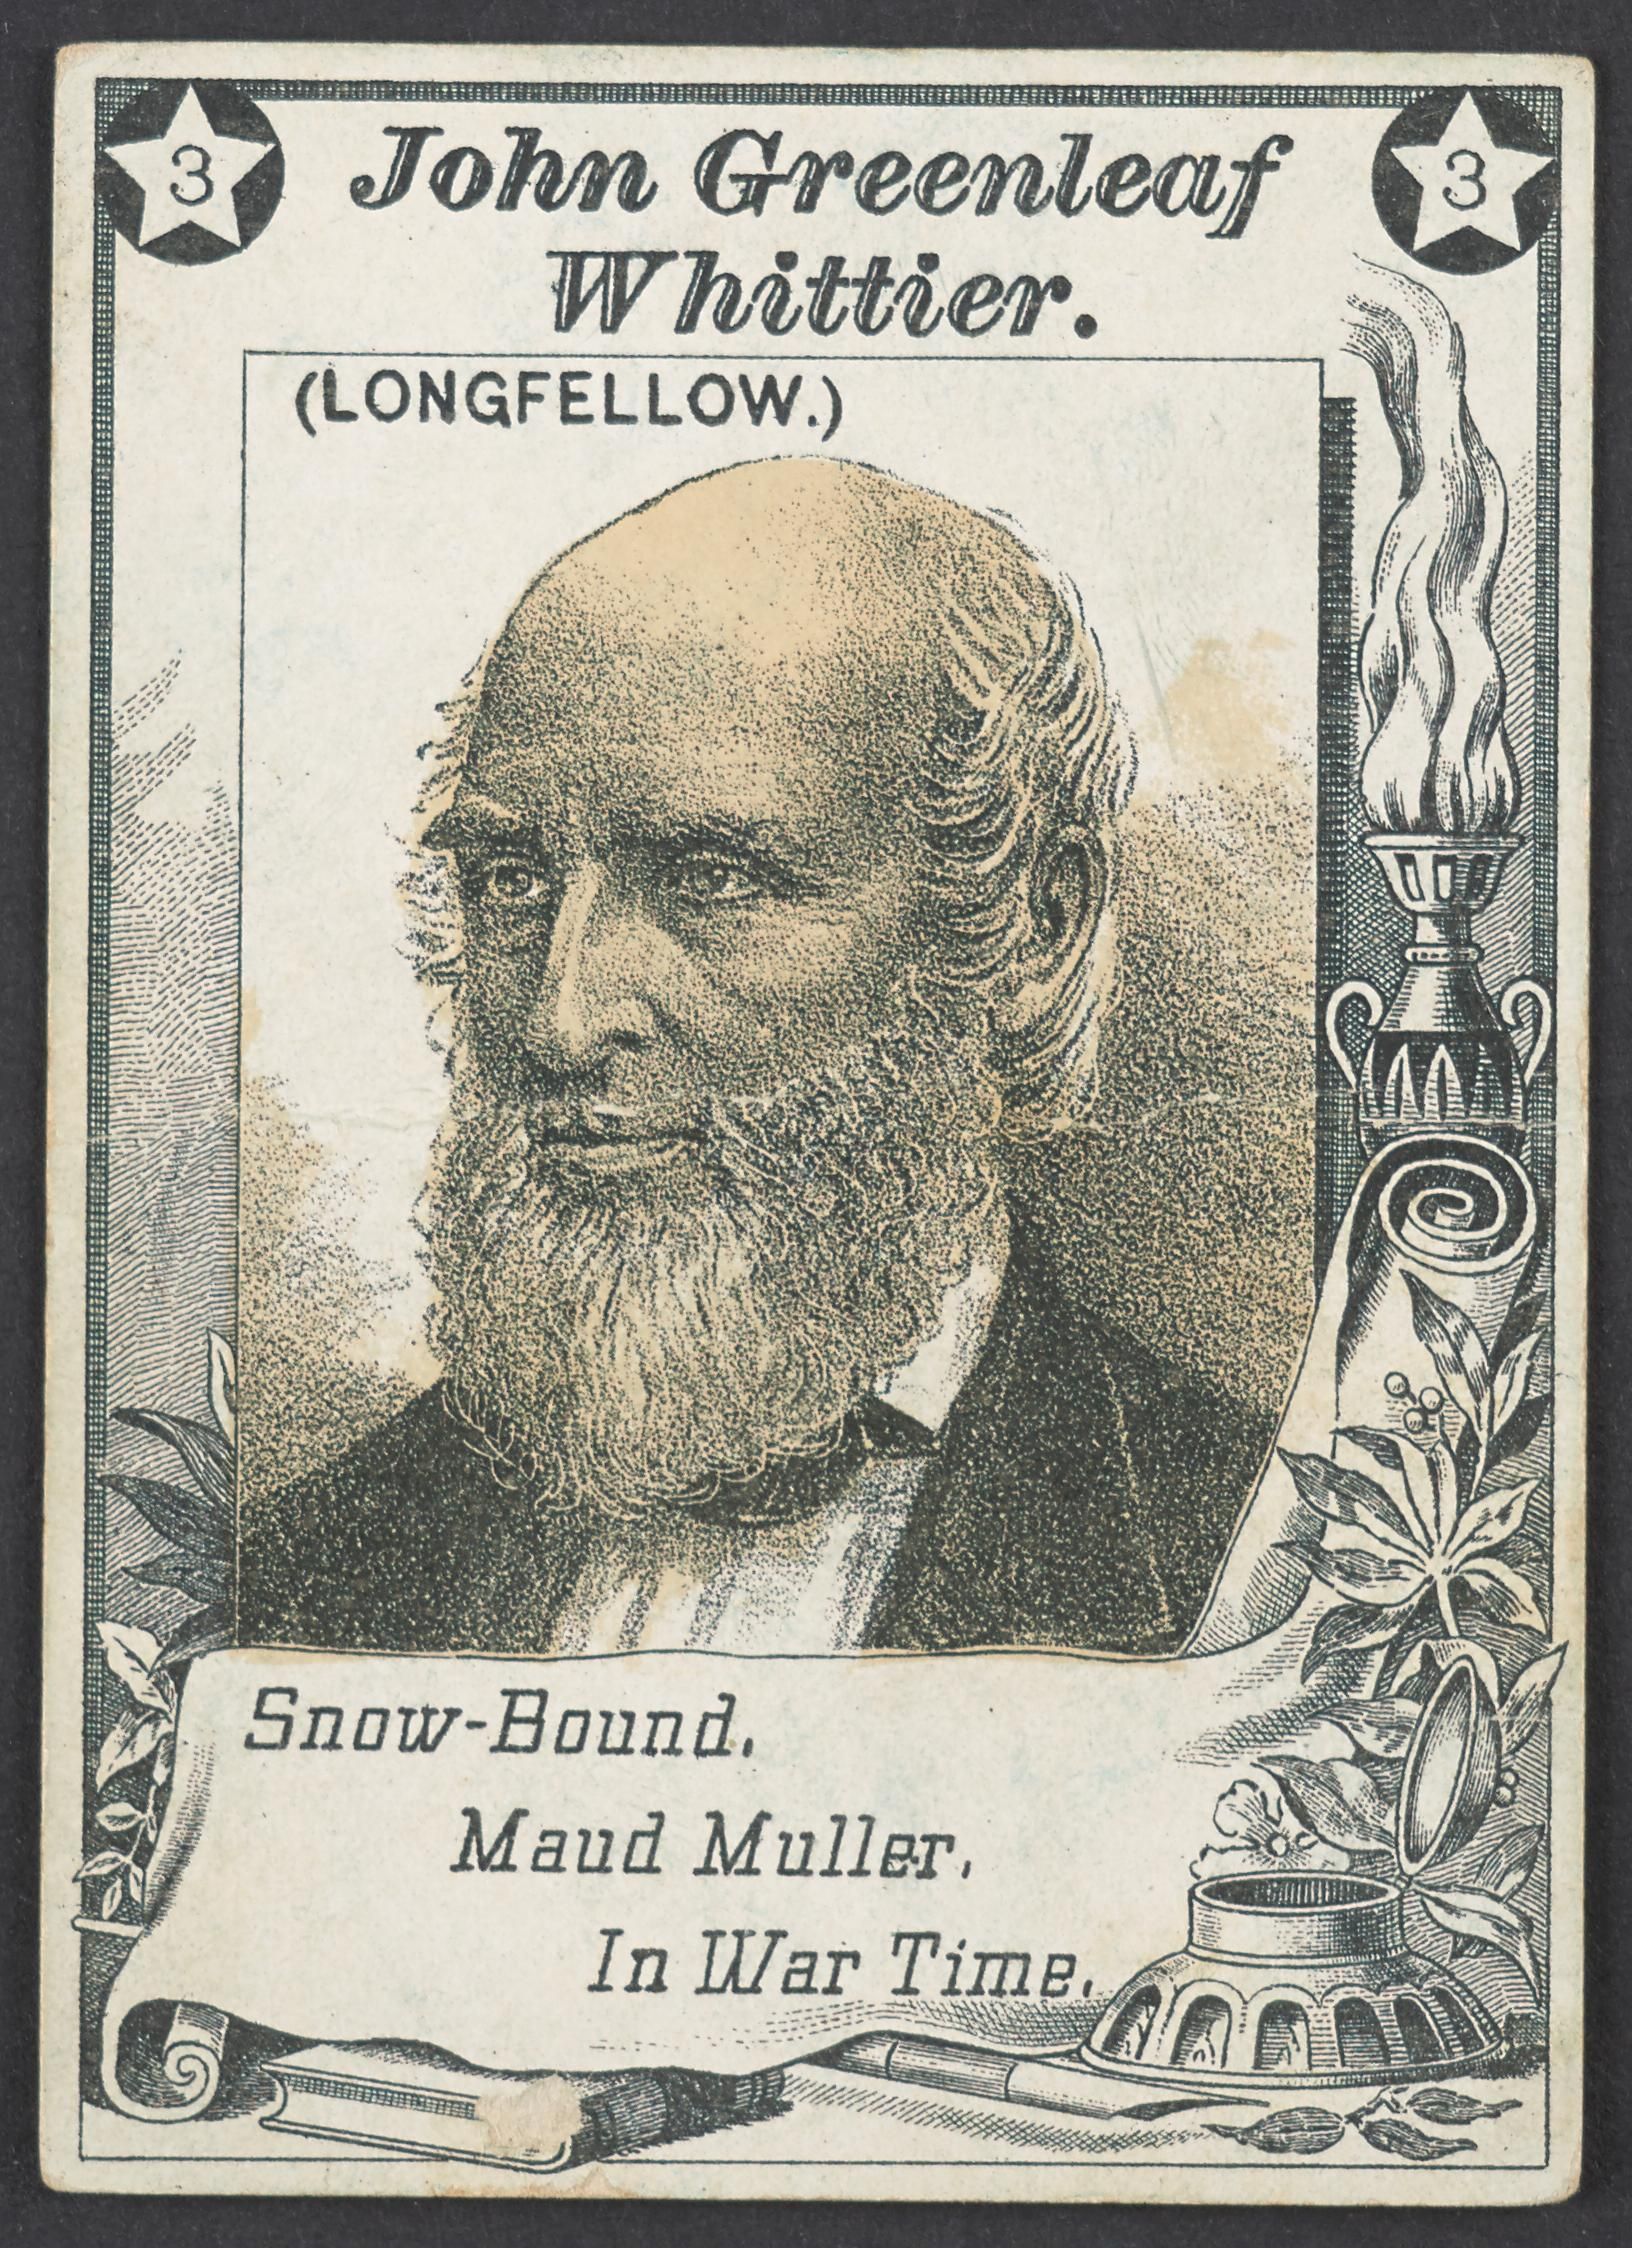 3 3
John Greenleaf
Whittier.
(LONGFELLOW.)
Snow-Bound.
Maud Muller.
In War Time.